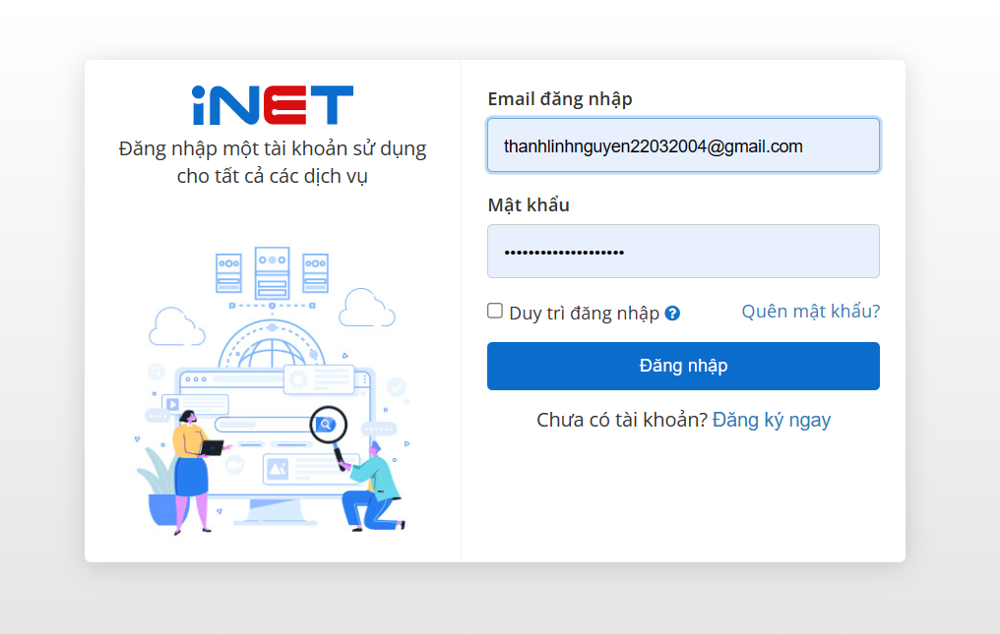 iNET
Đăng nhập một tài khoản sử dụng
cho tất cả các dịch vụ
Email đăng nhập
thanhlinhnguyen22032004@gmail.com
Mật khẩu
••••••••••••••••••••
Duy trì đăng nhập ?
Quên mật khẩu?
Đăng nhập
Chưa có tài khoản? Đăng ký ngay